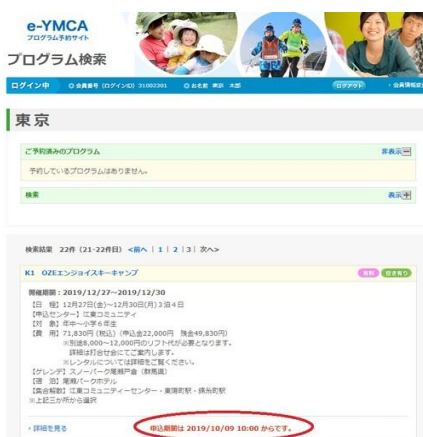 e-YMCA
プログラム予約サイト
プログラム検索
ログイン中 会員番号 (ログインID) 31002301 お名前 東京 太郎 ログアウト 会員情報変
東京
ご予約済みのプログラム 非表示
予約しているプログラムはありません。
検索 表示
検索結果 22件 (21-22件目) <前へ | 1 | 2 | 3 | 次へ>
K1 OZEエンジョイスキーキャンプ 有料 空き有り
開催期間：2019/12/27～2019/12/30
【日 程】12月27日(金)～12月30日(月)３泊４日
【申込センター】江東コミュニティ
【対 象】年中～小学６年生
【費 用】71,830円 (税込) (申込金22,000円 残金49,830円)
※別途8,000～12,000円のリフト代が必要となります。
詳細は打合せ会にてご案内します。
※レンタルについては詳細をご覧ください。
【ゲレンデ】スノーパーク尾瀬戸倉 (群馬県)
【宿 泊】尾瀬パークホテル
【集合解散】江東コミュニティーセンター・東陽町駅・錦糸町駅
※上記三か所から選択
詳細を見る 申込期間は 2019/10/09 10:00 からです。